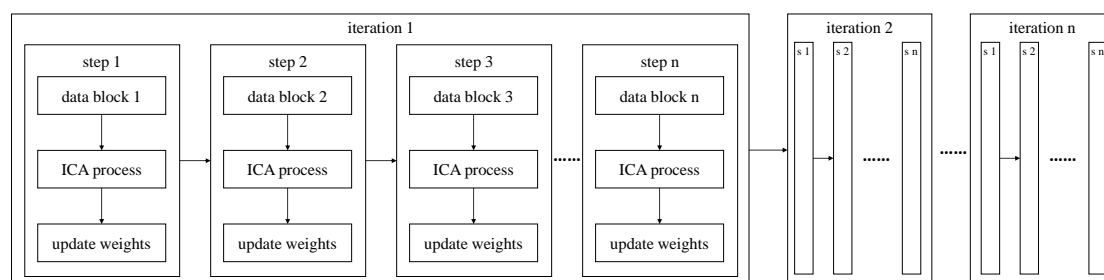 iteration 1
iteration 2
iteration n
step 1
step 2
step 3
step n
s 1
s 2
s n
s 1
s 2
s n
data block 1
data block 2
data block 3
data block n
ICA process
ICA process
ICA process
......
ICA process
......
......
......
update weights
update weights
update weights
update weights